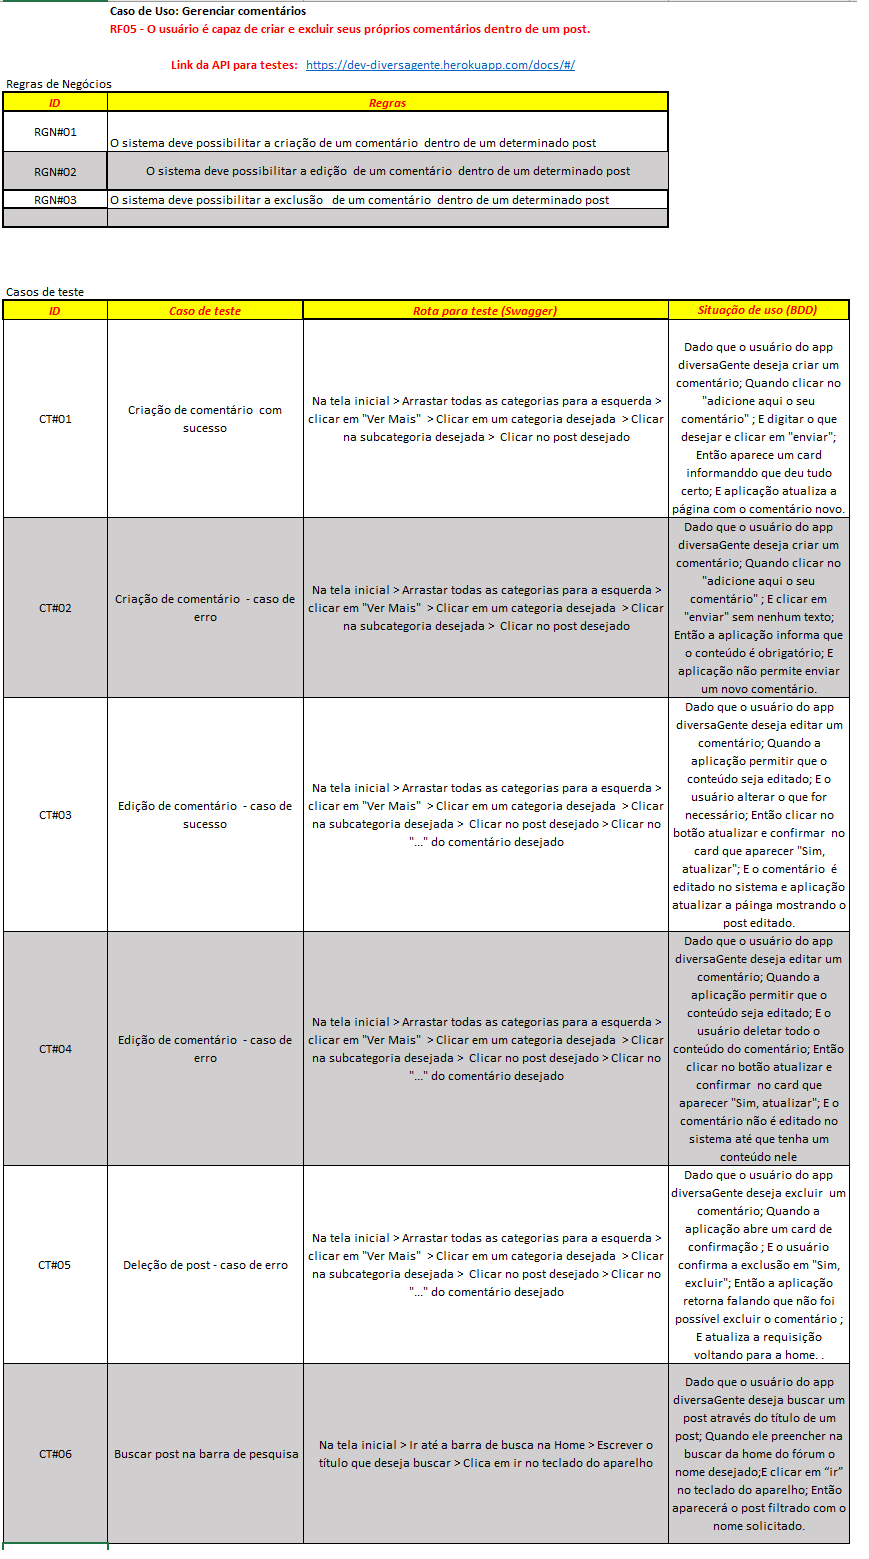 Caso de Uso: Gerenciar comentários
RF05 - O usuário é capaz de criar e excluir seus próprios comentários dentro de um post.
Link da API para testes: https://dev-diversagente.herokuapp.com/docs/#/
Regras de Negócios
ID
Regras
RGN#01
O sistema deve possibilitar a criação de um comentário dentro de um determinado post
RGN#02
O sistema deve possibilitar a edição de um comentário dentro de um determinado post
RGN#03
O sistema deve possibilitar a exclusão de um comentário dentro de um determinado post
Casos de teste
ID
Caso de teste
Rota para teste (Swagger)
Situação de uso (BDD)
CT#01
Criação de comentário com
sucesso
Na tela inicial > Arrastar todas as categorias para a esquerda >
clicar em "Ver Mais" > Clicar em um categoria desejada > Clicar
na subcategoria desejada > Clicar no post desejado
Dado que o usuário do app
diversaGente deseja criar um
comentário; Quando clicar no
"adicione aqui o seu
comentário" ; E digitar o que
desejar e clicar em "enviar";
Então aparece um card
informanddo que deu tudo
certo; E aplicação atualiza a
página com o comentário novo.
CT#02
Criação de comentário - caso de
erro
Na tela inicial > Arrastar todas as categorias para a esquerda >
clicar em "Ver Mais" > Clicar em um categoria desejada > Clicar
na subcategoria desejada > Clicar no post desejado
Dado que o usuário do app
diversaGente deseja criar um
comentário; Quando clicar no
"adicione aqui o seu
comentário" ; E clicar em
"enviar" sem nenhum texto;
Então a aplicação informa que
o conteúdo é obrigatório; E
aplicação não permite enviar
um novo comentário.
CT#03
Edição de comentário - caso de
sucesso
Na tela inicial > Arrastar todas as categorias para a esquerda >
clicar em "Ver Mais" > Clicar em um categoria desejada > Clicar
na subcategoria desejada > Clicar no post desejado > Clicar no
"..." do comentário desejado
Dado que o usuário do app
diversaGente deseja editar um
comentário; Quando a
aplicação permitir que o
conteúdo seja editado; E o
usuário alterar o que for
necessário; Então clicar no
botão atualizar e confirmar no
card que aparecer "Sim,
atualizar"; E o comentário é
editado no sistema e aplicação
atualizar a páinga mostrando o
post editado.
CT#04
Edição de comentário - caso de
erro
Na tela inicial > Arrastar todas as categorias para a esquerda >
clicar em "Ver Mais" > Clicar em um categoria desejada > Clicar
na subcategoria desejada > Clicar no post desejado > Clicar no
"..." do comentário desejado
Dado que o usuário do app
diversaGente deseja editar um
comentário; Quando a
aplicação permitir que o
conteúdo seja editado; E o
usuário deletar todo o
conteúdo do comentário; Então
clicar no botão atualizar e
confirmar no card que
aparecer "Sim, atualizar"; E o
comentário não é editado no
sistema até que tenha um
conteúdo nele
CT#05
Deleção de post - caso de erro
Na tela inicial > Arrastar todas as categorias para a esquerda >
clicar em "Ver Mais" > Clicar em um categoria desejada > Clicar
na subcategoria desejada > Clicar no post desejado > Clicar no
"..." do comentário desejado
Dado que o usuário do app
diversaGente deseja excluir um
comentário; Quando a
aplicação abre um card de
confirmação ; E o usuário
confirma a exclusão em "Sim,
excluir"; Então a aplicação
retorna falando que não foi
possível excluir o comentário ;
E atualiza a requisição
voltando para a home. .
CT#06
Buscar post na barra de pesquisa
Na tela inicial > Ir até a barra de busca na Home > Escrever o
título que deseja buscar > Clica em ir no teclado do aparelho
Dado que o usuário do app
diversaGente deseja buscar um
post através do título de um
post; Quando ele preencher na
buscar da home do fórum o
nome desejado;E clicar em “ir”
no teclado do aparelho; Então
aparecerá o post filtrado com o
nome solicitado.